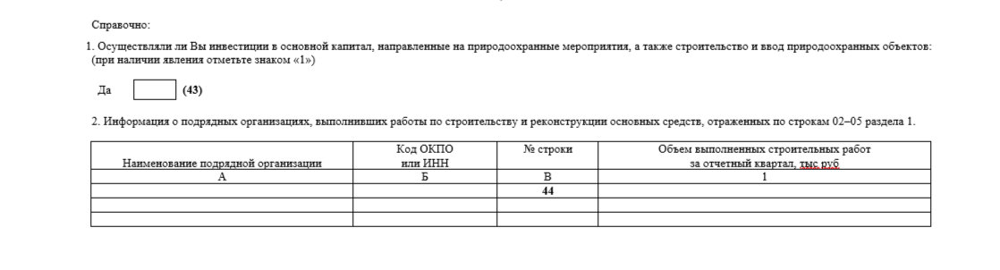 Справочно:
1. Осуществляли ли Вы инвестиции в основной капитал, направленные на природоохранные мероприятия, а также строительство и ввод природоохранных объектов:
(при наличии явления отметьте знаком «1»)
Да (43)
2. Информация о подрядных организациях, выполнивших работы по строительству и реконструкции основных средств, отраженных по строкам 02–05 раздела 1.
Наименование подрядной организации
Код ОКПО
или ИНН
№ строки
Объем выполненных строительных работ
за отчетный квартал, тыс руб
А Б В 1
44